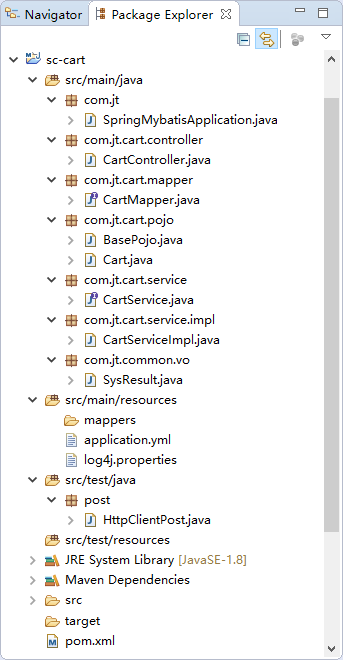 Navigator Package Explorer
sc-cart
src/main/java
com.jt
SpringMybatisApplication.java
com.jt.cart.controller
CartController.java
com.jt.cart.mapper
CartMapper.java
com.jt.cart.pojo
BasePojo.java
Cart.java
com.jt.cart.service
CartService.java
com.jt.cart.service.impl
CartServiceImpl.java
com.jt.common.vo
SysResult.java
src/main/resources
mappers
application.yml
log4j.properties
src/test/java
post
HttpClientPost.java
src/test/resources
JRE System Library [JavaSE-1.8]
Maven Dependencies
src
target
pom.xml